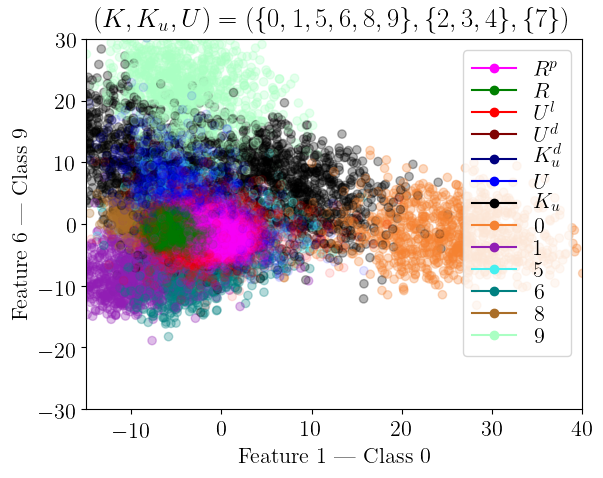 (K, K_u, U) = ({0, 1, 5, 6, 8, 9}, {2, 3, 4}, {7})
Feature 6 — Class 9
30
20
10
0
−10
−20
−30
R^p
R
U^l
U^d
K_u^d
U
K_u
0
1
5
6
8
9
−10
0
10
20
30
40
Feature 1 — Class 0